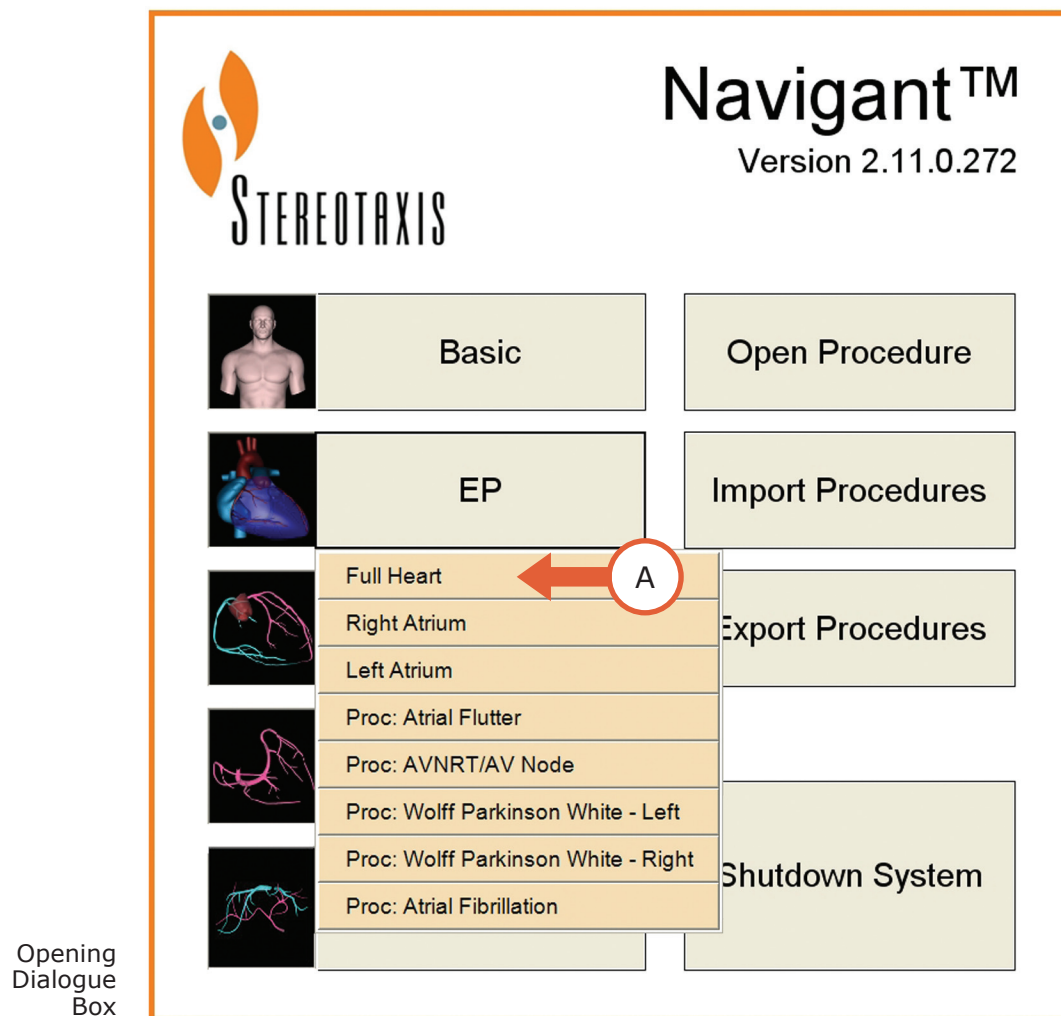 STEREOTAXIS
Navigant™
Version 2.11.0.272
Basic
Open Procedure
EP
Import Procedures
Full Heart
A
Right Atrium
Left Atrium
Export Procedures
Proc: Atrial Flutter
Proc: AVNRT/AV Node
Proc: Wolff Parkinson White - Left
Proc: Wolff Parkinson White - Right
Proc: Atrial Fibrillation
Shutdown System
Opening
Dialogue
Box